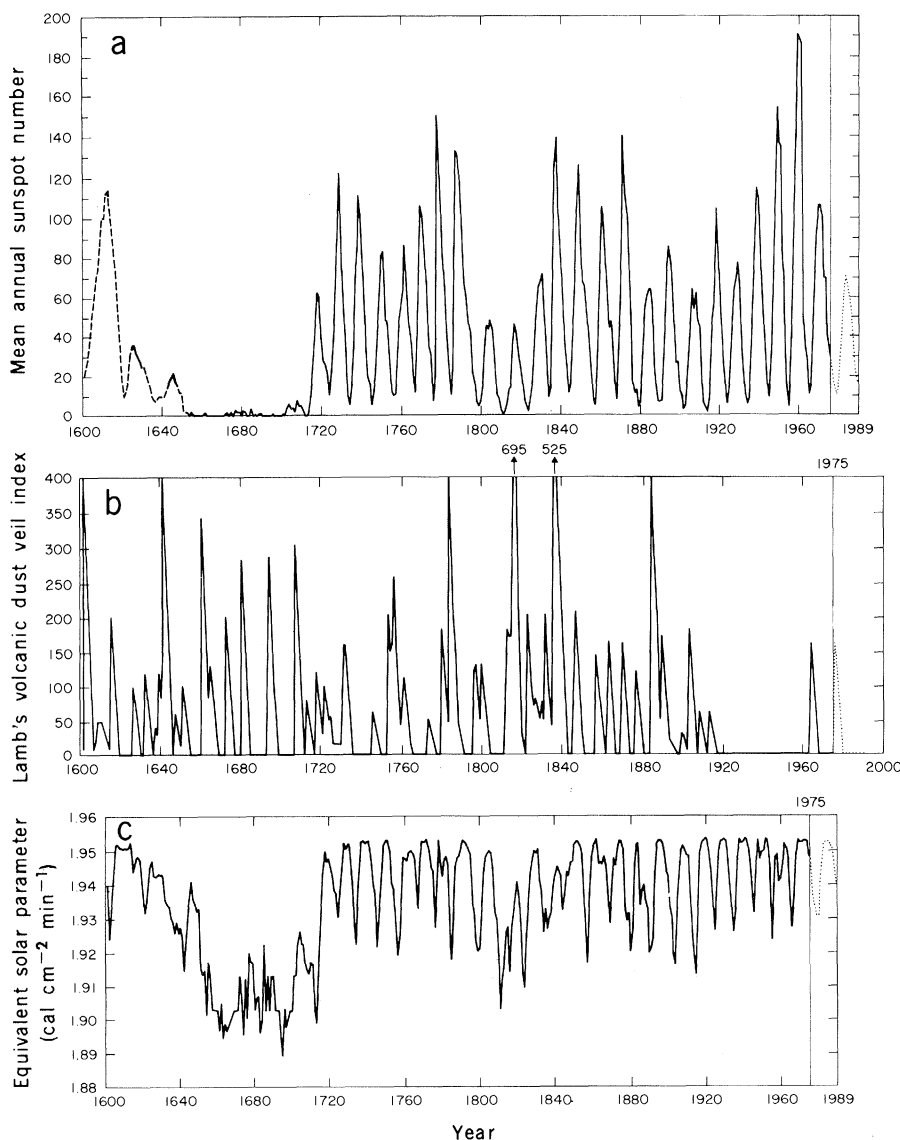 a
Mean annual sunspot number
200
180
160
140
120
100
80
60
40
20
0
1600 1640 1680 1720 1760 1800 1840 1880 1920 1960 1989
695 525 1975
b
Lamb's volcanic dust veil index
400
350
300
250
200
150
100
50
0
1600 1640 1680 1720 1760 1800 1840 1880 1920 1960 2000
1975
c
Equivalent solar parameter
(cal cm−2 min−1)
1.96
1.95
1.94
1.93
1.92
1.91
1.90
1.89
1.88
1600 1640 1680 1720 1760 1800 1840 1880 1920 1960 1989
Year